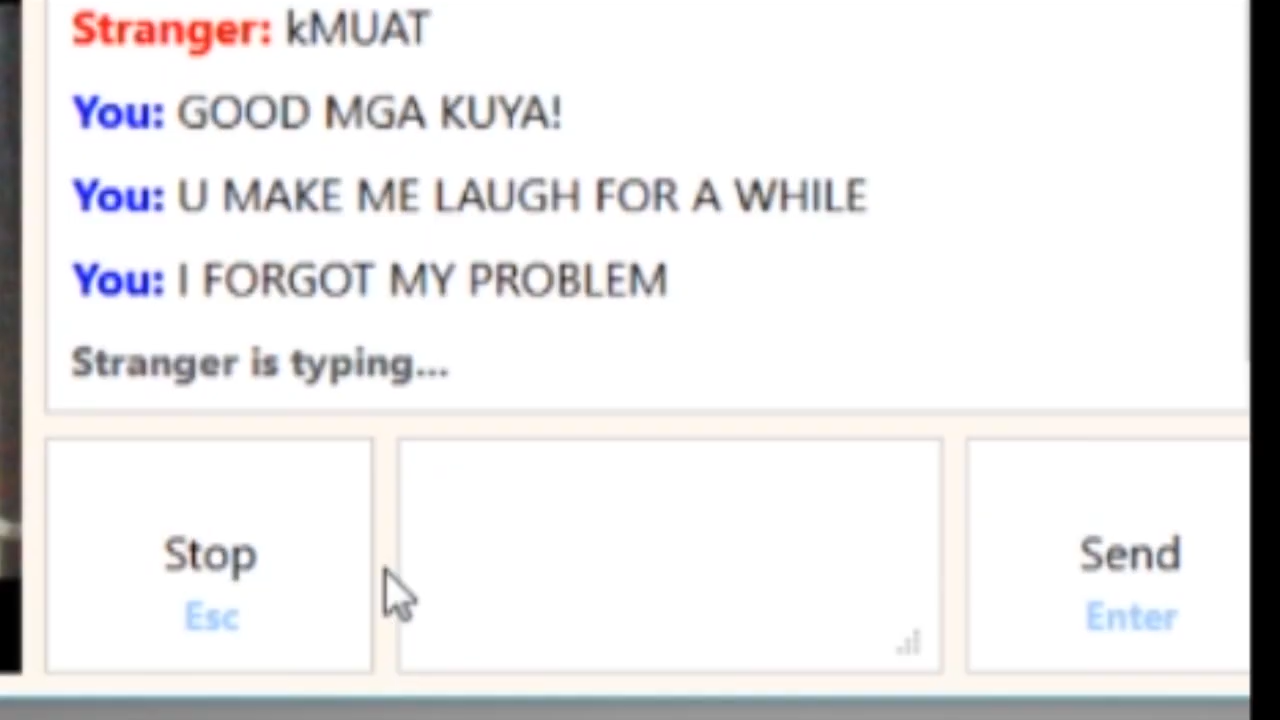 Stranger: kMUAT
You: GOOD MGA KUYA!
You: U MAKE ME LAUGH FOR A WHILE
You: I FORGOT MY PROBLEM
Stranger is typing...
Stop
Esc
Send
Enter